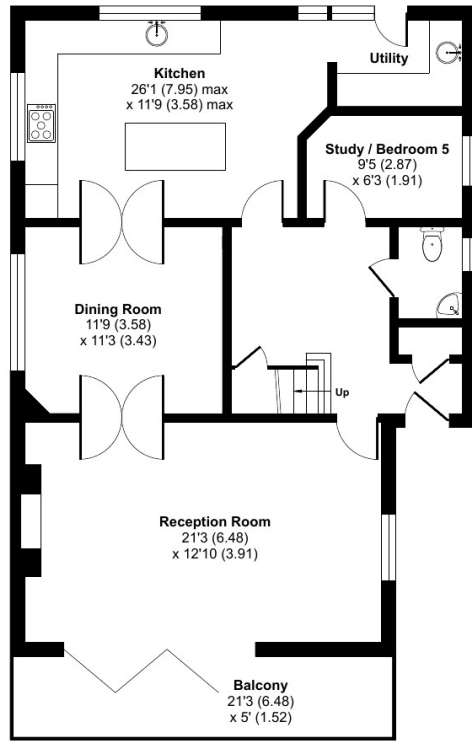 Utility
Kitchen
26'1 (7.95) max
x 11'9 (3.58) max
Study / Bedroom 5
9'5 (2.87)
x 6'3 (1.91)
Dining Room
11'9 (3.58)
x 11'3 (3.43)
Up
Reception Room
21'3 (6.48)
x 12'10 (3.91)
Balcony
21'3 (6.48)
x 5' (1.52)